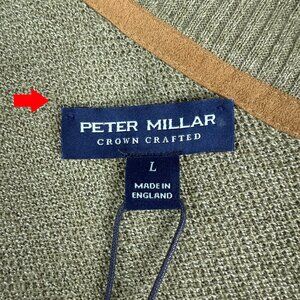 PETER MILLAR
CROWN CRAFTED
L
MADE IN
ENGLAND